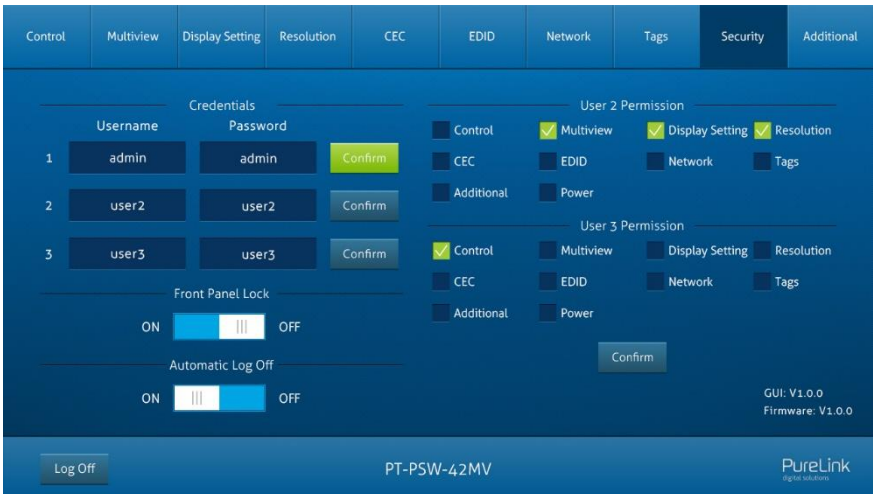 Control Multiview Display Setting Resolution CEC EDID Network Tags Security Additional
Credentials
Username Password
1 admin admin Confirm
2 user2 user2 Confirm
3 user3 user3 Confirm
Front Panel Lock
ON OFF
Automatic Log Off
ON OFF
User 2 Permission
Control Multiview Display Setting Resolution
CEC EDID Network Tags
Additional Power
User 3 Permission
Control Multiview Display Setting Resolution
CEC EDID Network Tags
Additional Power
Confirm
GUI: V1.0.0
Firmware: V1.0.0
Log Off PT-PSW-42MV PureLink
digital solutions